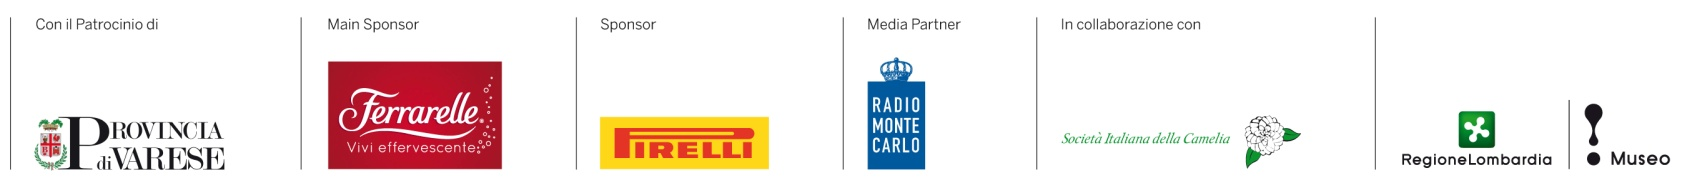 Con il Patrocinio di
PROVINCIA
di VARESE
Main Sponsor
Ferrarelle
Vivi effervescente
Sponsor
PIRELLI
Media Partner
RADIO
MONTE
CARLO
In collaborazione con
Società Italiana della Camelia
RegioneLombardia
Museo